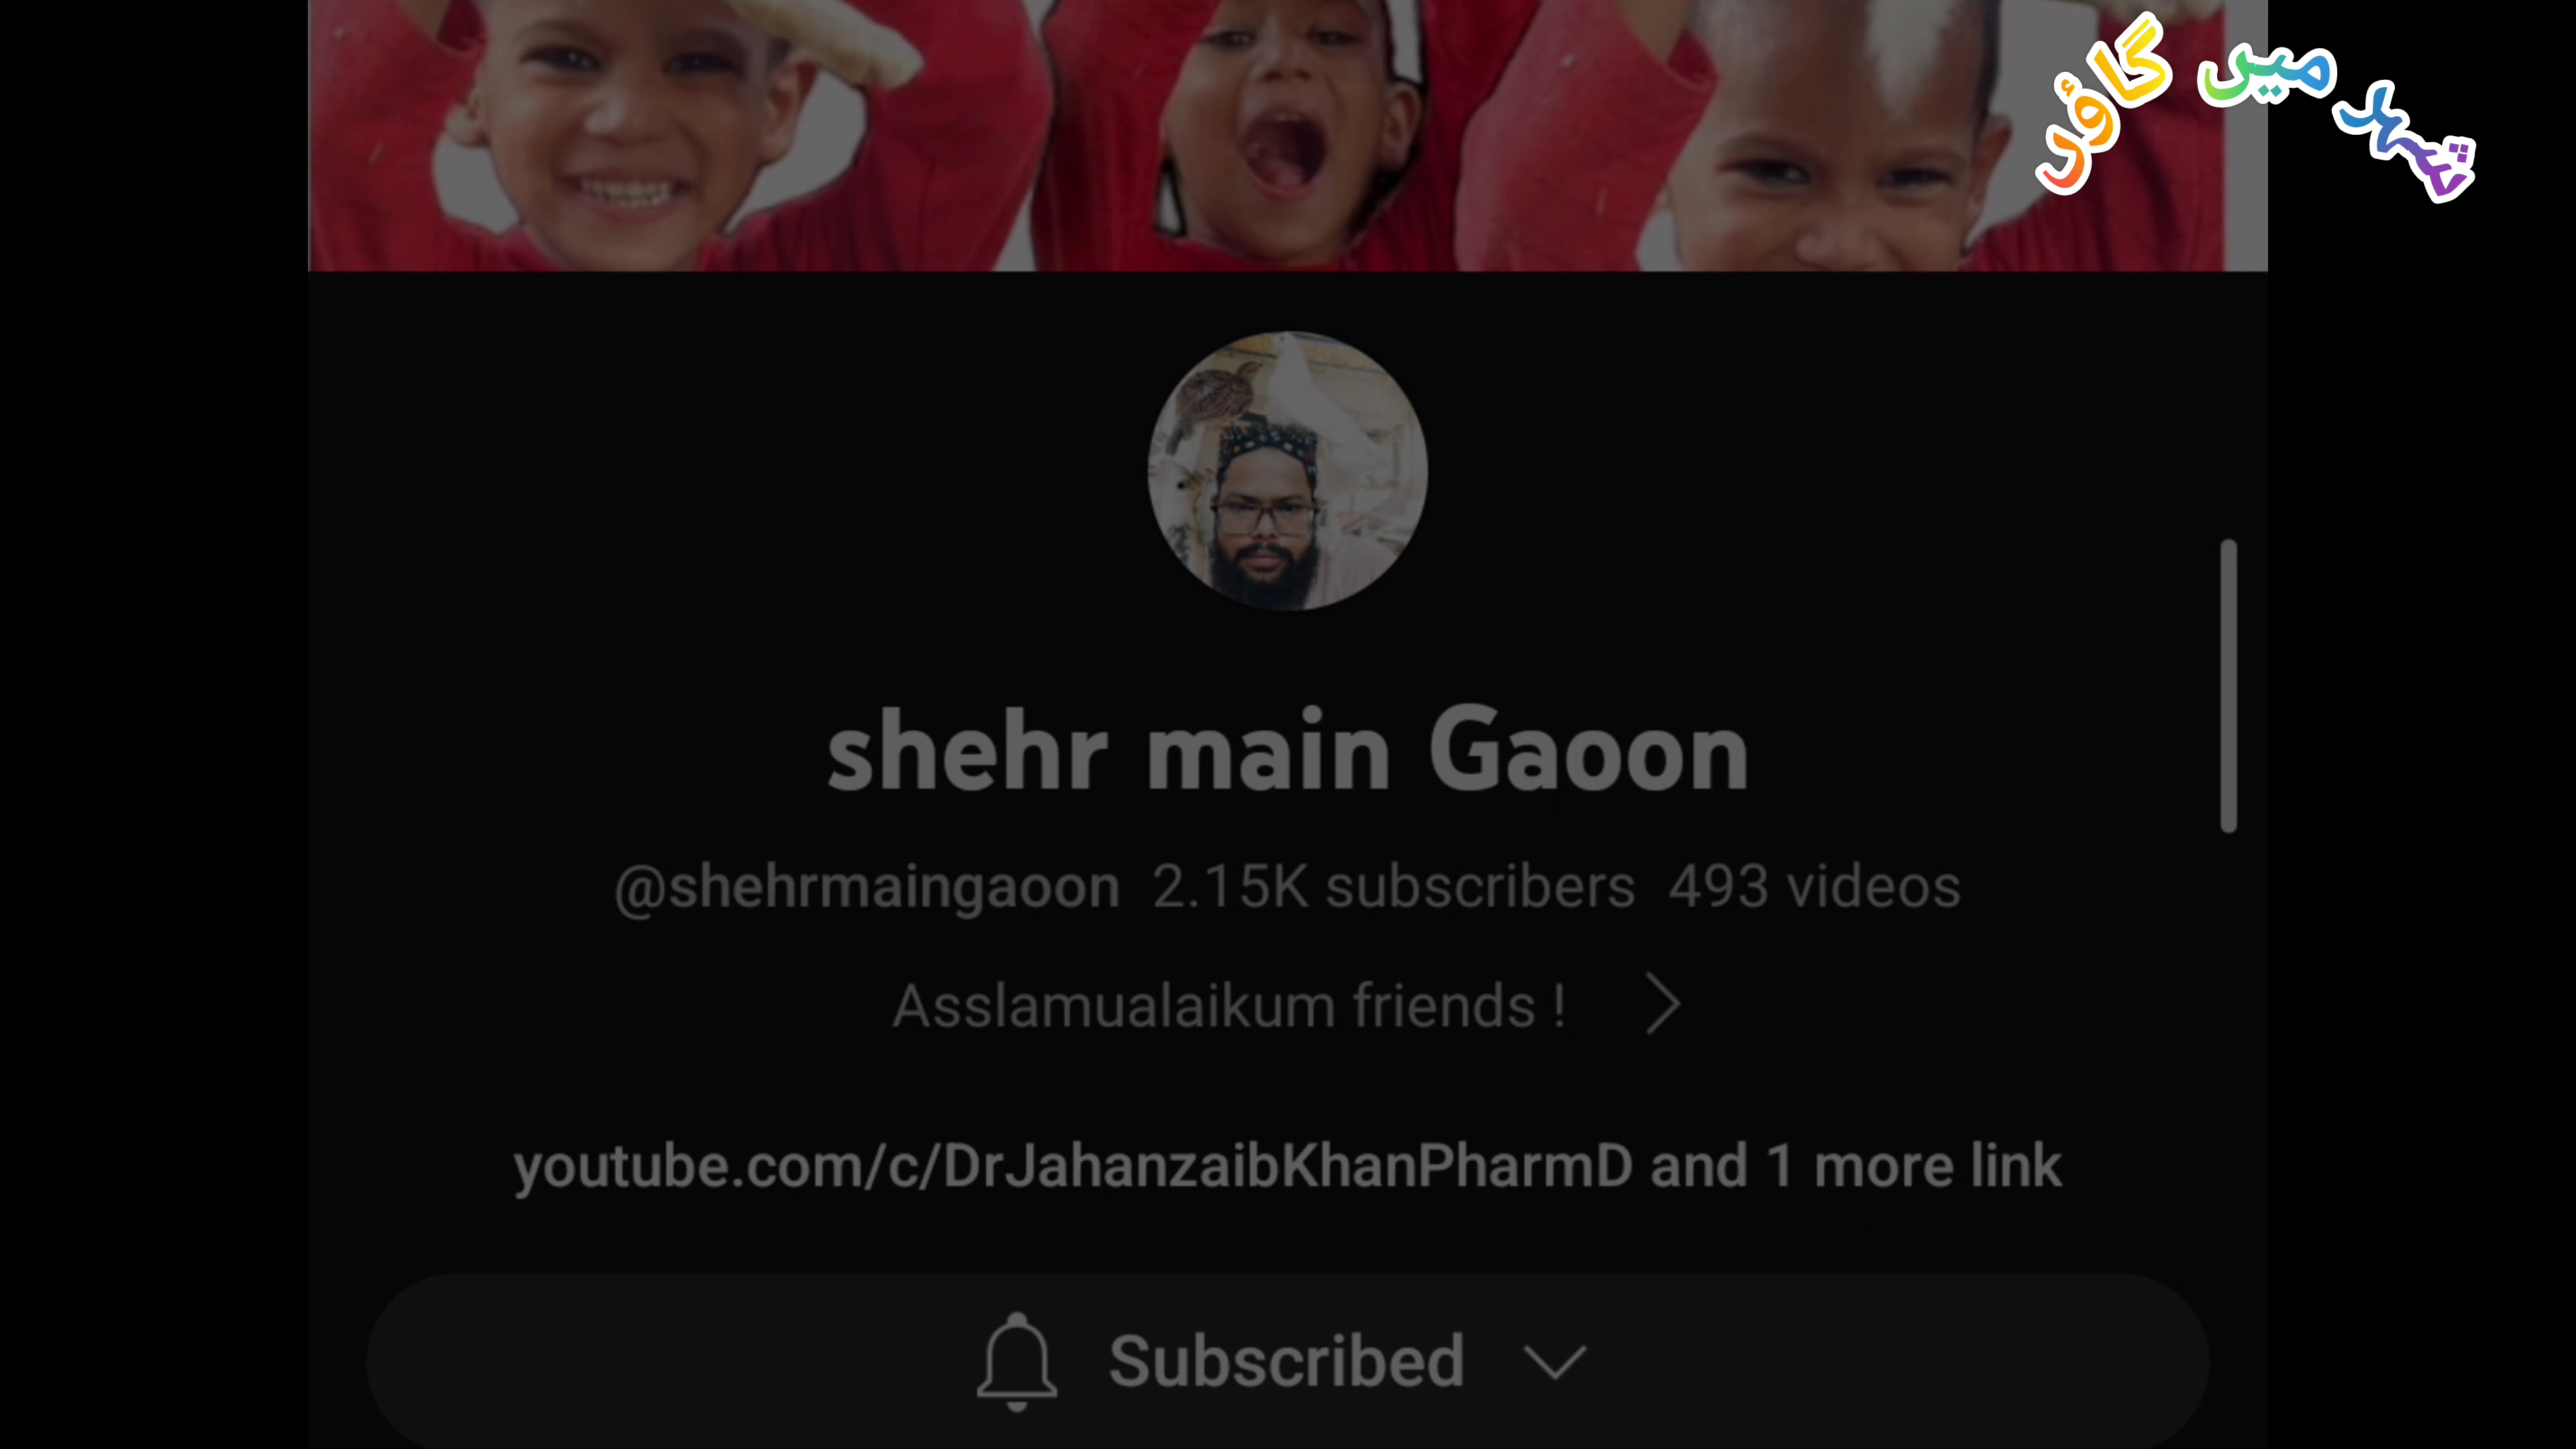 شہر میں گاؤں
shehr main Gaoon
@shehrmaingaoon 2.15K subscribers 493 videos
Asslamualaikum friends !
youtube.com/c/DrJahanzaibKhanPharmD and 1 more link
Subscribed